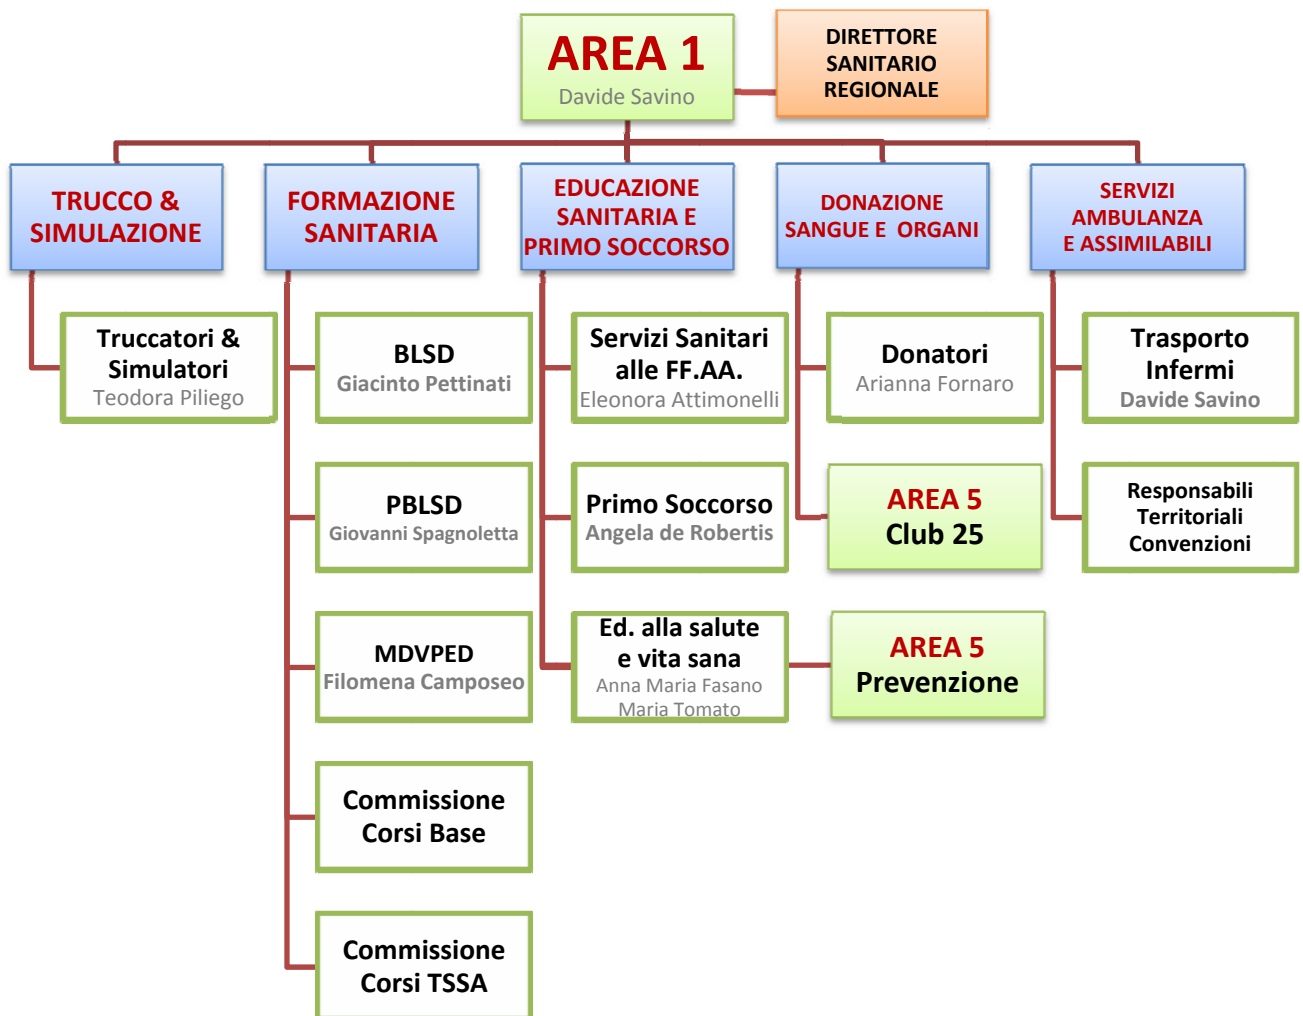 AREA 1
Davide Savino
DIRETTORE
SANITARIO
REGIONALE
TRUCCO &
SIMULAZIONE
FORMAZIONE
SANITARIA
EDUCAZIONE
SANITARIA E
PRIMO SOCCORSO
DONAZIONE
SANGUE E ORGANI
SERVIZI
AMBULANZA
E ASSIMILABILI
Truccatori &
Simulatori
Teodora Piliego
BLSD
Giacinto Pettinati
Servizi Sanitari
alle FF.AA.
Eleonora Attimonelli
Donatori
Arianna Fornaro
Trasporto
Infermi
Davide Savino
PBLSD
Giovanni Spagnoletta
Primo Soccorso
Angela de Robertis
AREA 5
Club 25
Responsabili
Territoriali
Convenzioni
MDVPED
Filomena Camposeo
Ed. alla salute
e vita sana
Anna Maria Fasano
Maria Tomato
AREA 5
Prevenzione
Commissione
Corsi Base
Commissione
Corsi TSSA